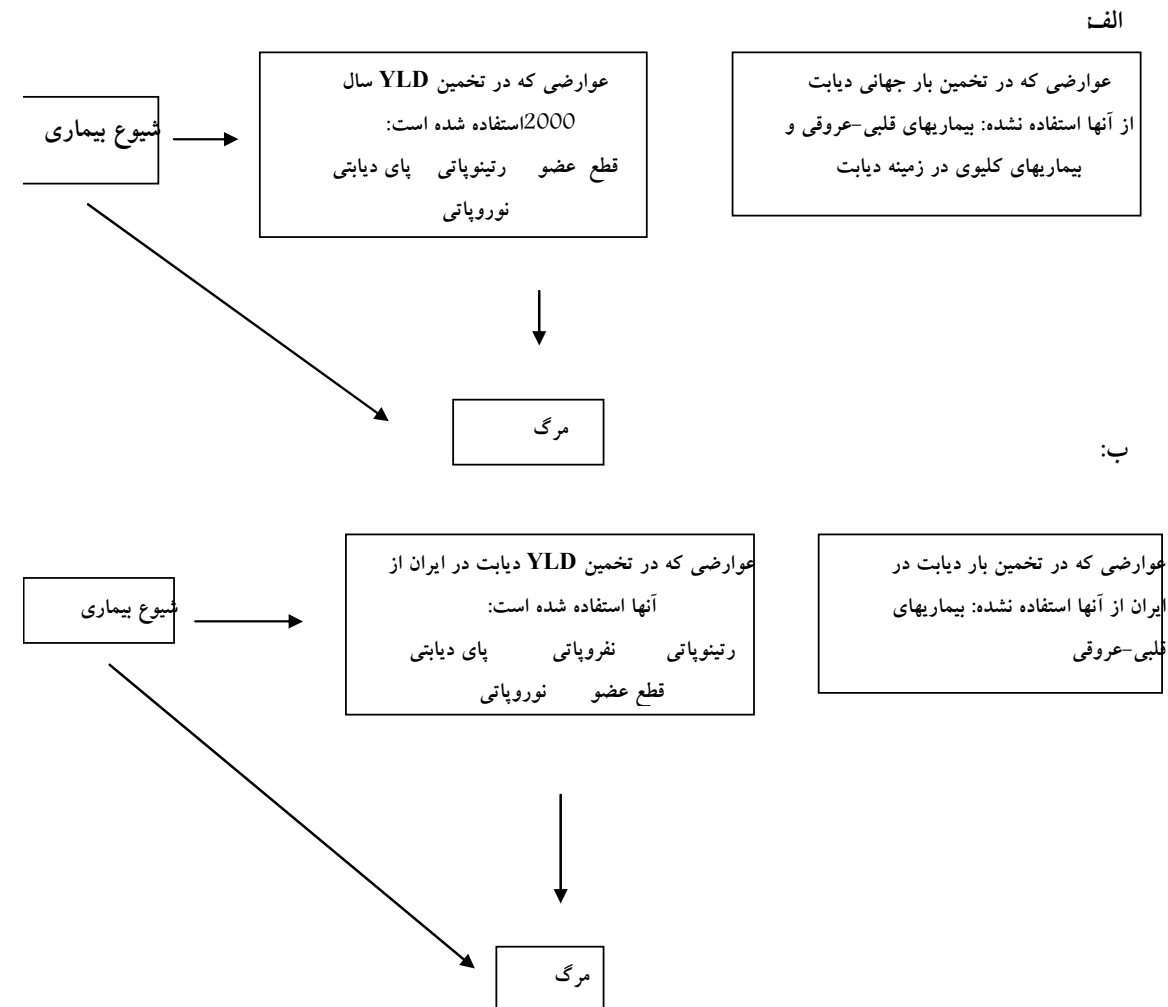 الف:
عوارضی که در تخمین بار جهانی دیابت
از آنها استفاده نشده: بیماریهای قلبی-عروقی و
بیماریهای کلیوی در زمینه دیابت
عوارضی که در تخمین YLD سال
2000استفاده شده است:
قطع عضو رتینوپاتی پای دیابتی
نوروپاتی
شیوع بیماری
مرگ
ب:
عوارضی که در تخمین بار دیابت در
ایران از آنها استفاده نشده: بیماریهای
قلبی-عروقی
عوارضی که در تخمین YLD دیابت در ایران از
آنها استفاده شده است:
رتینوپاتی نفروپاتی پای دیابتی
قطع عضو نوروپاتی
شیوع بیماری
مرگ